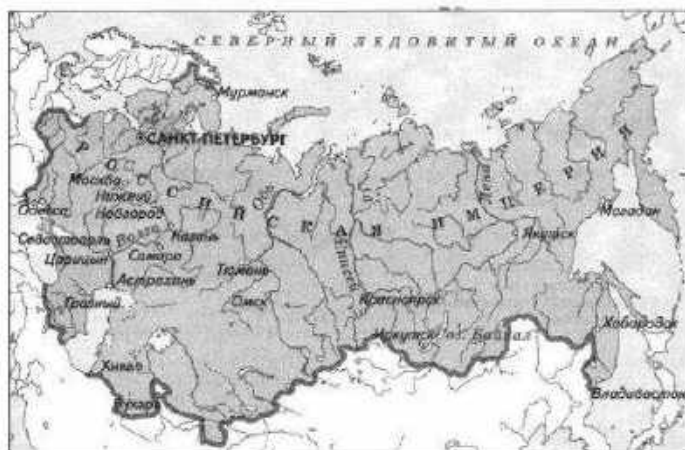 СЕВЕРНЫЙ ЛЕДОВИТЫЙ ОКЕАН
Мурманск
САНКТ-ПЕТЕРБУРГ
РОССИЙСКАЯ ИМПЕРИЯ
Москва
Нижний
Новгород
Обь
Лена
Енисей
Одесса
Волга
Казань
Якутск
Магадан
Севастополь
Самара
Царицын
Тюмень
Астрахань
Омск
Красноярск
Грозный
Иркутск
оз. Байкал
Хабаровск
Хива
Бухара
Владивосток